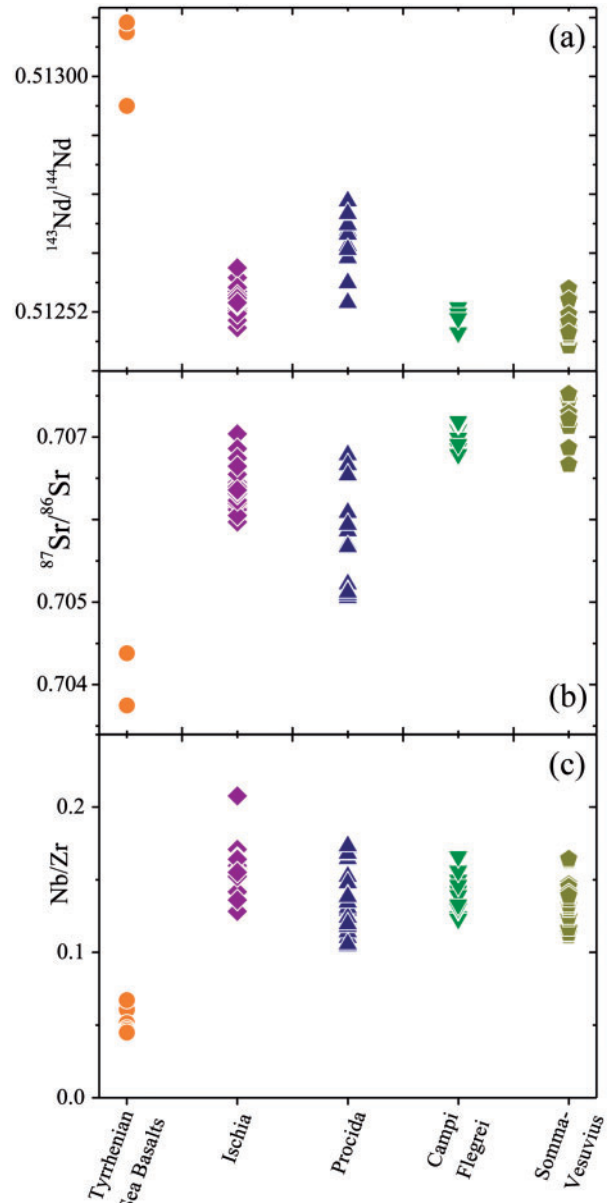 (a)
0.51300
¹⁴³Nd/¹⁴⁴Nd
0.51252
0.707
⁸⁷Sr/⁸⁶Sr
0.705
0.704
(b)
(c)
0.2
Nb/Zr
0.1
0.0
Tyrrhenian
ea Basalts
Ischia
Procida
Campi
Flegrei
Somma-
Vesuvius